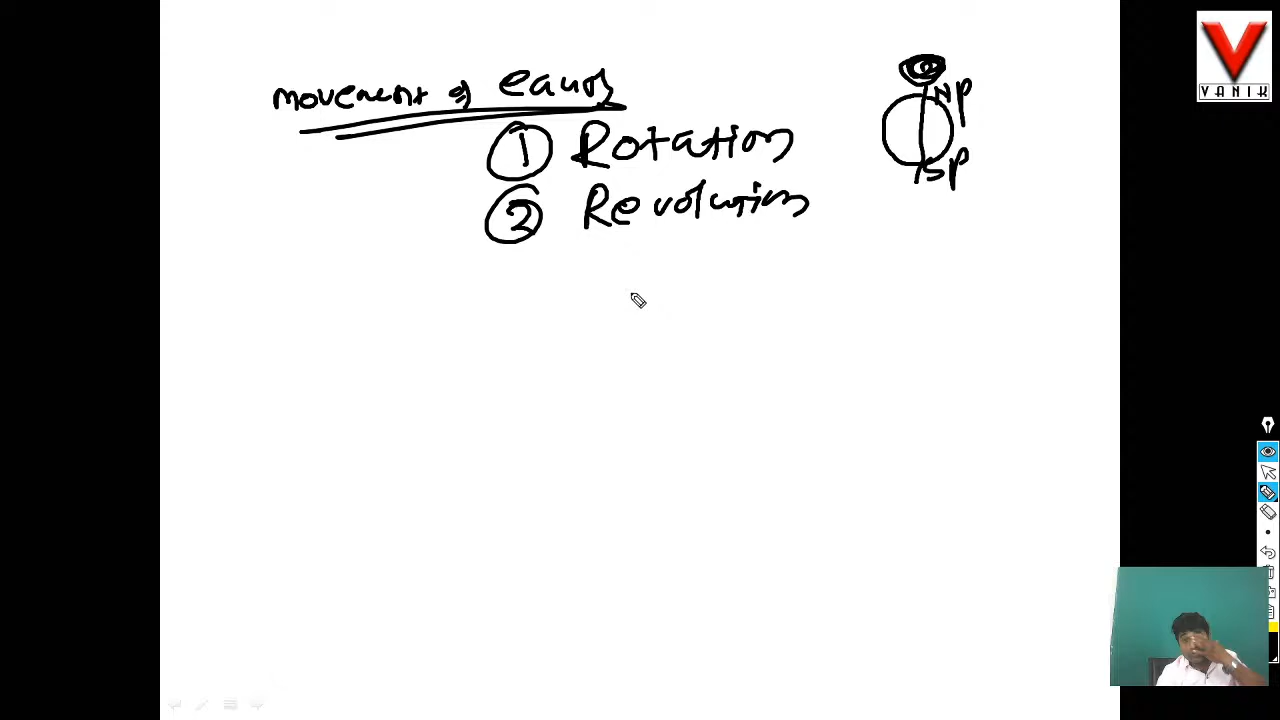 movement of earth
① Rotation
② Revolution
NP
SP
V
VANIK